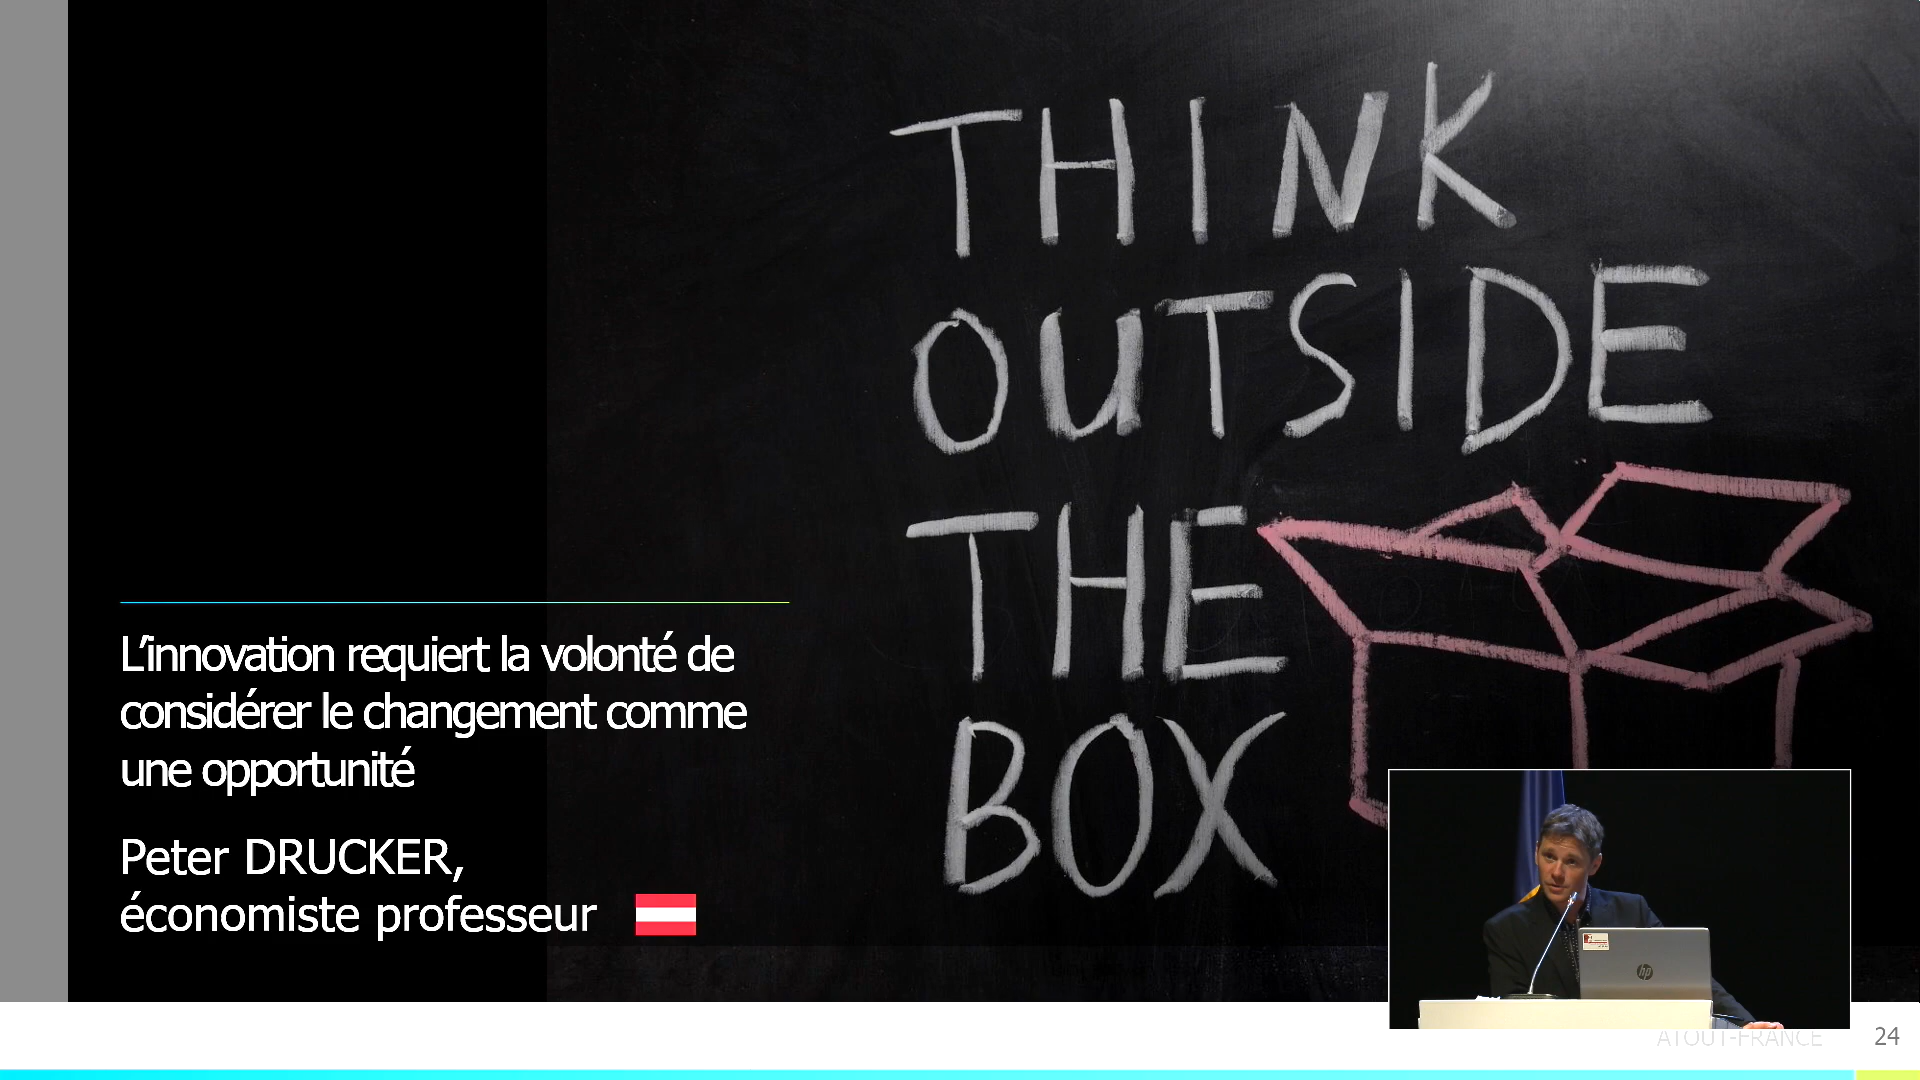 THINK
OUTSIDE
THE
BOX
L'innovation requiert la volonté de
considérer le changement comme
une opportunité
Peter DRUCKER,
économiste professeur
hp
ATOUT-FRANCE
24